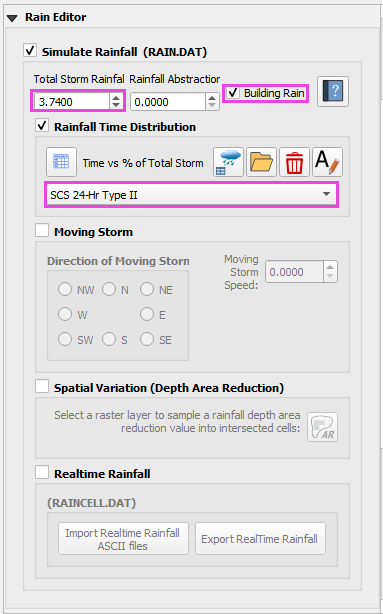 Rain Editor
Simulate Rainfall (RAIN.DAT)
Total Storm Rainfal Rainfall Abstraction
3.7400 0.0000 Building Rain
?
Rainfall Time Distribution
Time vs % of Total Storm
A
SCS 24-Hr Type II
Moving Storm
Direction of Moving Storm
NW N NE
W E
SW S SE
Moving
Storm
Speed:
0.0000
Spatial Variation (Depth Area Reduction)
Select a raster layer to sample a rainfall depth area
reduction value into intersected cells:
AR
Realtime Rainfall
(RAINCELL.DAT)
Import Realtime Rainfall
ASCII files
Export RealTime Rainfall